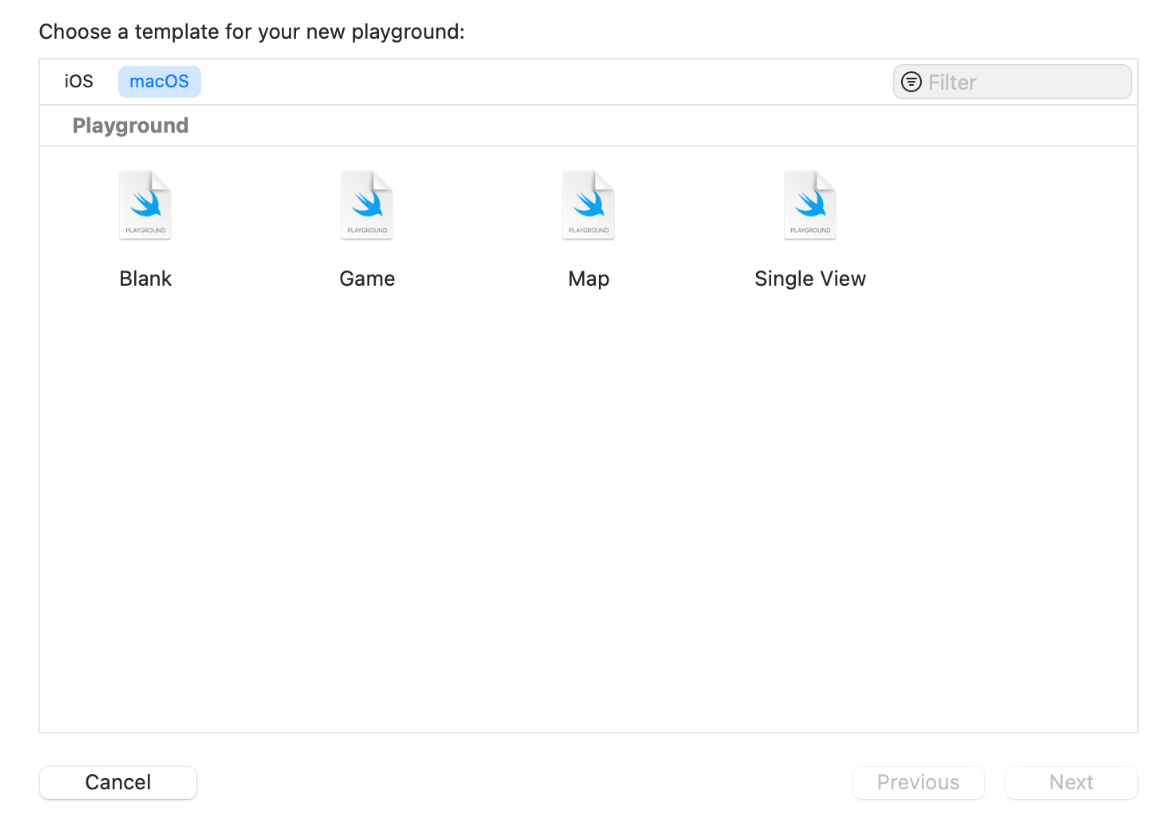 Choose a template for your new playground:
iOS macOS Filter
Playground
PLAYGROUND PLAYGROUND PLAYGROUND PLAYGROUND
Blank Game Map Single View
Cancel Previous Next